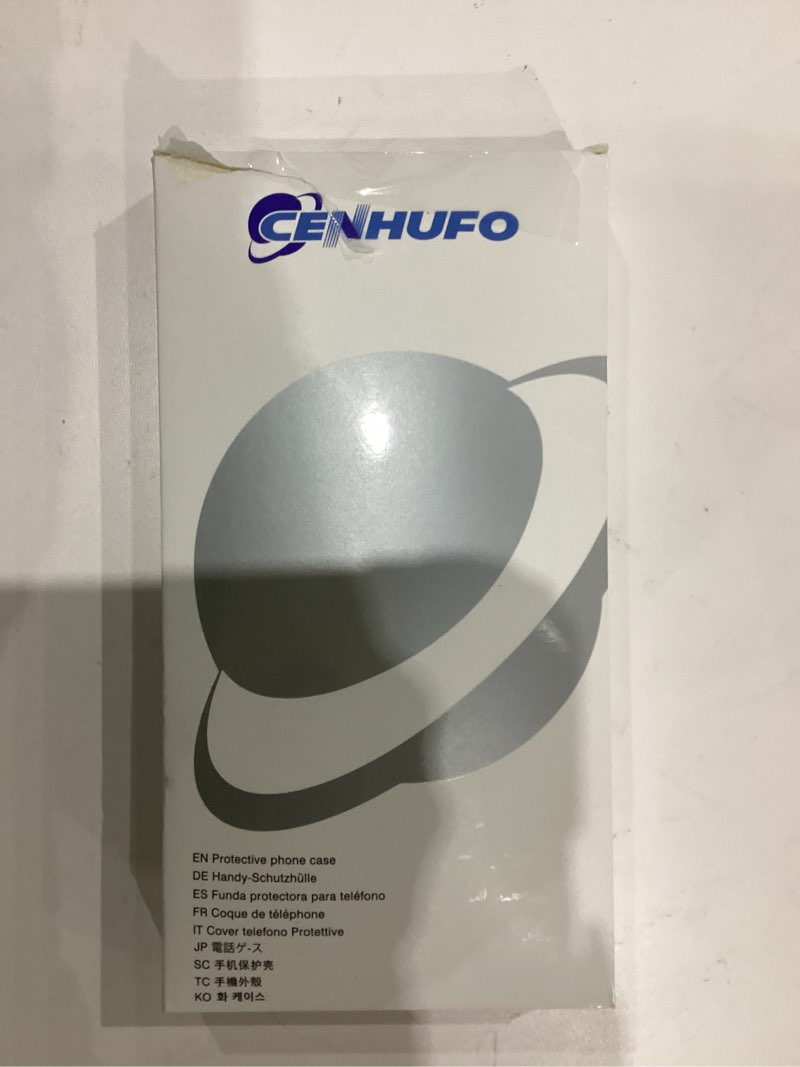 CENHUFO
EN Protective phone case
DE Handy-Schutzhülle
ES Funda protectora para teléfono
FR Coque de téléphone
IT Cover telefono Protettive
JP 電話ゲ-ス
SC 手机保护壳
TC 手機外殼
KO 화 케이스